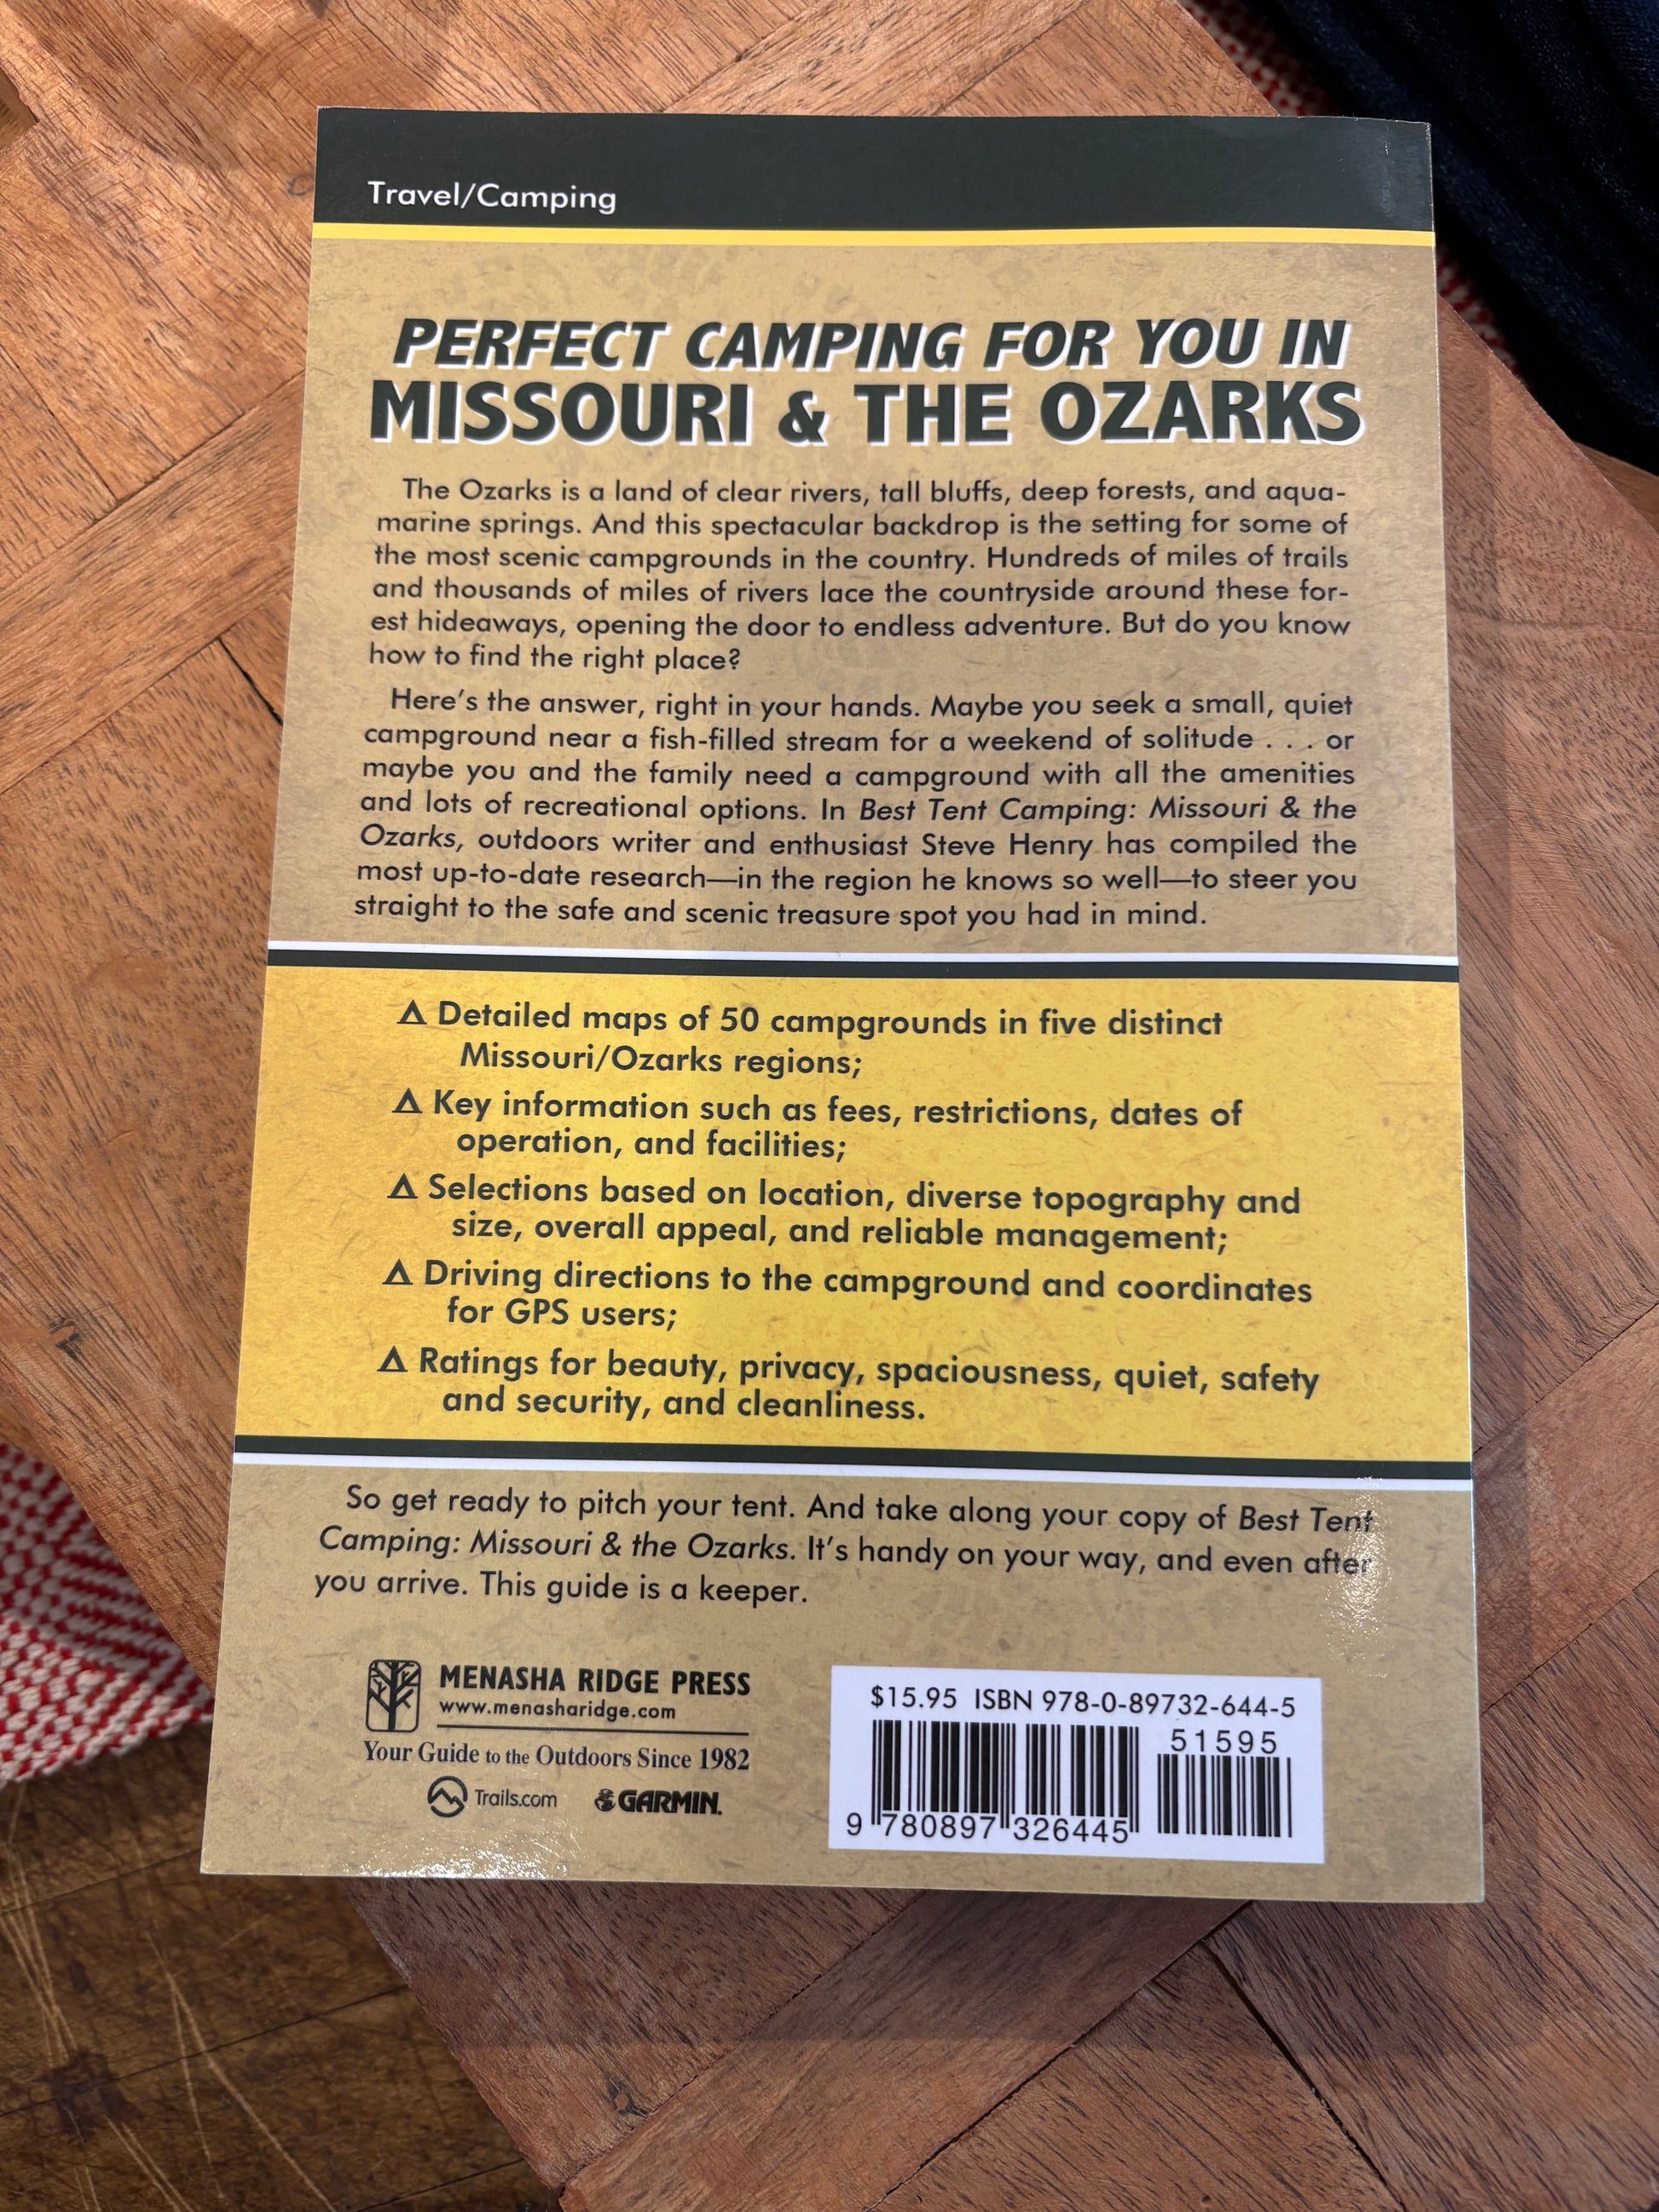 Travel/Camping
PERFECT CAMPING FOR YOU IN
MISSOURI & THE OZARKS
The Ozarks is a land of clear rivers, tall bluffs, deep forests, and aqua-
marine springs. And this spectacular backdrop is the setting for some of
the most scenic campgrounds in the country. Hundreds of miles of trails
and thousands of miles of rivers lace the countryside around these for-
est hideaways, opening the door to endless adventure. But do you know
how to find the right place?
Here's the answer, right in your hands. Maybe you seek a small, quiet
campground near a fish-filled stream for a weekend of solitude . . . or
maybe you and the family need a campground with all the amenities
and lots of recreational options. In Best Tent Camping: Missouri & the
Ozarks, outdoors writer and enthusiast Steve Henry has compiled the
most up-to-date research—in the region he knows so well—to steer you
straight to the safe and scenic treasure spot you had in mind.
Detailed maps of 50 campgrounds in five distinct
Missouri/Ozarks regions;
Key information such as fees, restrictions, dates of
operation, and facilities;
Selections based on location, diverse topography and
size, overall appeal, and reliable management;
Driving directions to the campground and coordinates
for GPS users;
Ratings for beauty, privacy, spaciousness, quiet, safety
and security, and cleanliness.
So get ready to pitch your tent. And take along your copy of Best Tent
Camping: Missouri & the Ozarks. It's handy on your way, and even after
you arrive. This guide is a keeper.
MENASHA RIDGE PRESS
www.menasharidge.com
Your Guide to the Outdoors Since 1982
Trails.com GARMIN.
$15.95 ISBN 978-0-89732-644-5
51595
9 780897 326445